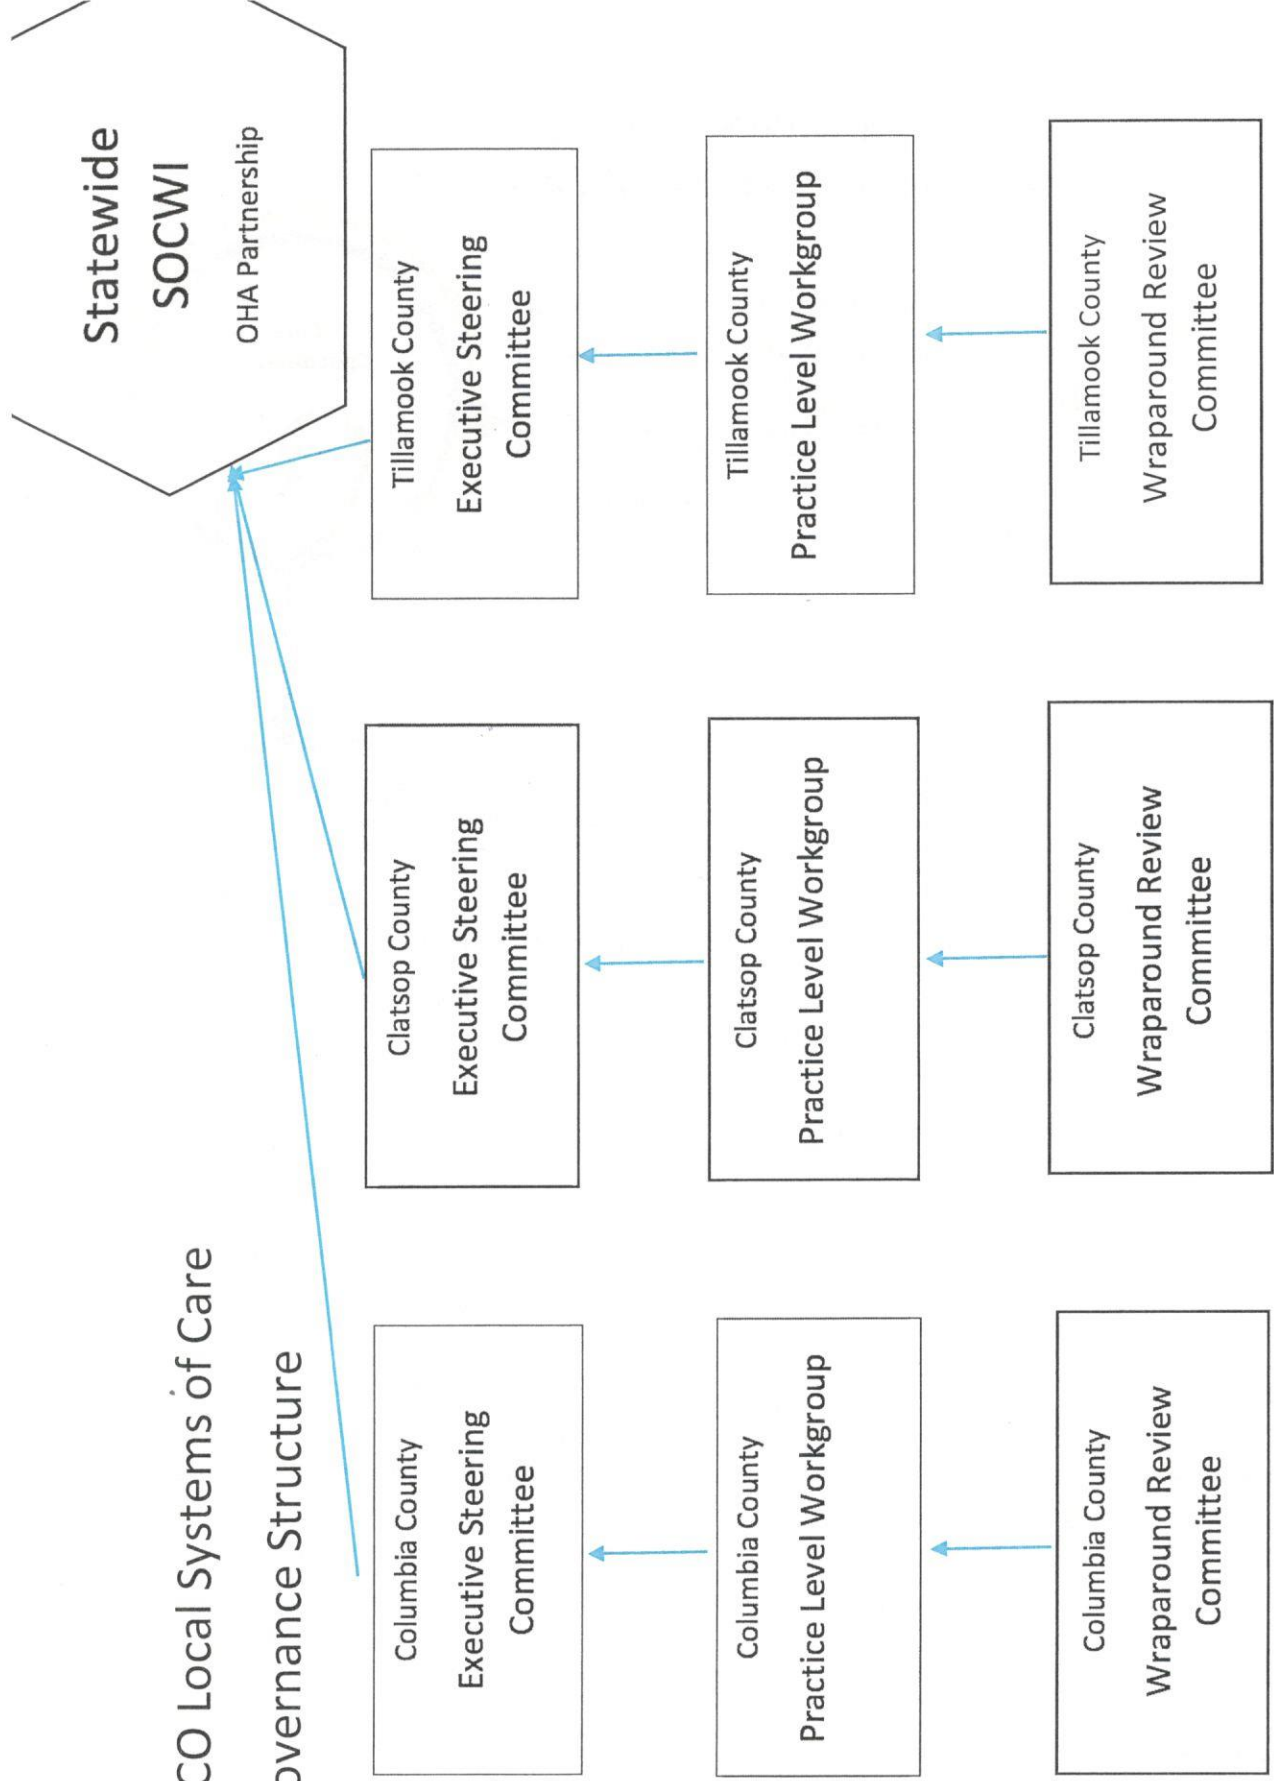 CO Local Systems of Care
overnance Structure
Statewide
SOCWI
OHA Partnership
Columbia County
Executive Steering
Committee
Clatsop County
Executive Steering
Committee
Tillamook County
Executive Steering
Committee
Columbia County
Practice Level Workgroup
Clatsop County
Practice Level Workgroup
Tillamook County
Practice Level Workgroup
Columbia County
Wraparound Review
Committee
Clatsop County
Wraparound Review
Committee
Tillamook County
Wraparound Review
Committee